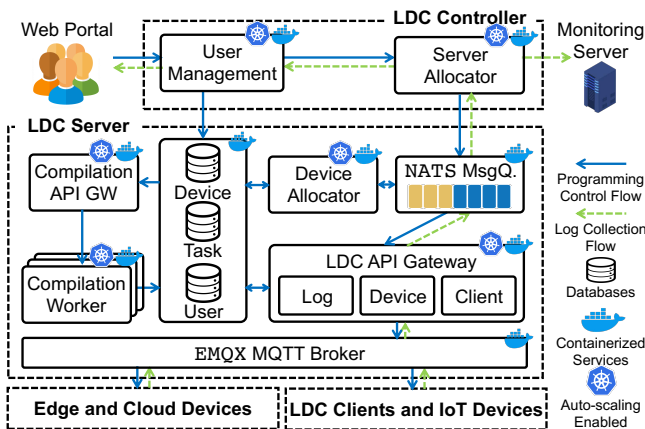 LDC Controller
Web Portal
User
Management
Server
Allocator
Monitoring
Server
LDC Server
Compilation
API GW
Device
Task
User
Device
Allocator
NATS MsgQ.
Compilation
Worker
LDC API Gateway
Log
Device
Client
EMQX MQTT Broker
Edge and Cloud Devices
LDC Clients and IoT Devices
Programming
Control Flow
Log Collection
Flow
Databases
Containerized
Services
Auto-scaling
Enabled